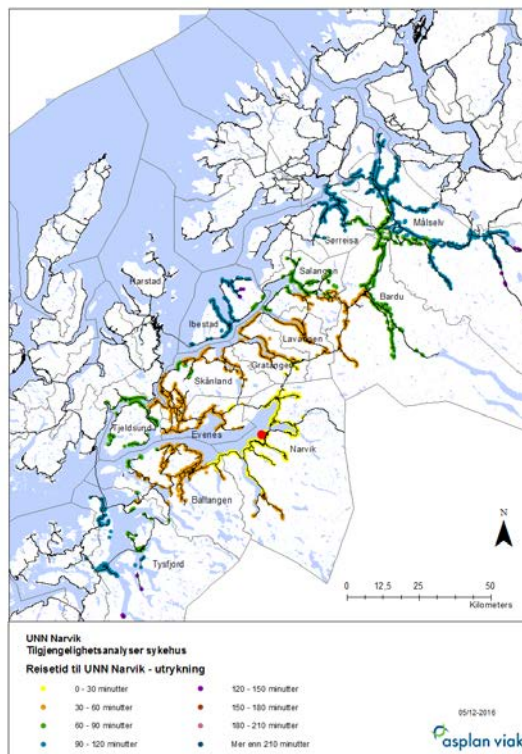 Målselv
Sørreisa
Salangen
Harstad
Bardu
Ibestad
Lavangen
Gratangen
Skånland
Tjeldsund
Evenes
Narvik
Ballangen
Tysfjord
N
0 12,5 25 50
Kilometers
UNN Narvik
Tilgjengelighetsanalyser sykehus
Reisetid til UNN Narvik - utrykning
0 - 30 minutter
30 - 60 minutter
60 - 90 minutter
90 - 120 minutter
120 - 150 minutter
150 - 180 minutter
180 - 210 minutter
Mer enn 210 minutter
05/12-2016
asplan viak